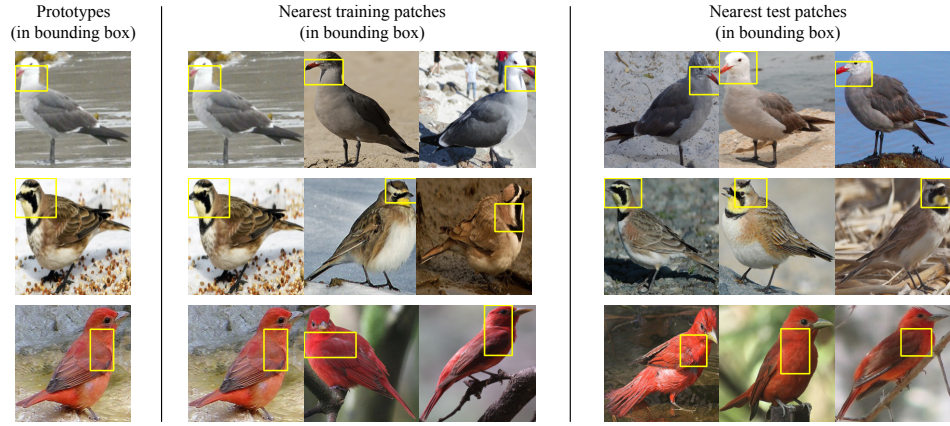 Prototypes
(in bounding box)
Nearest training patches
(in bounding box)
Nearest test patches
(in bounding box)